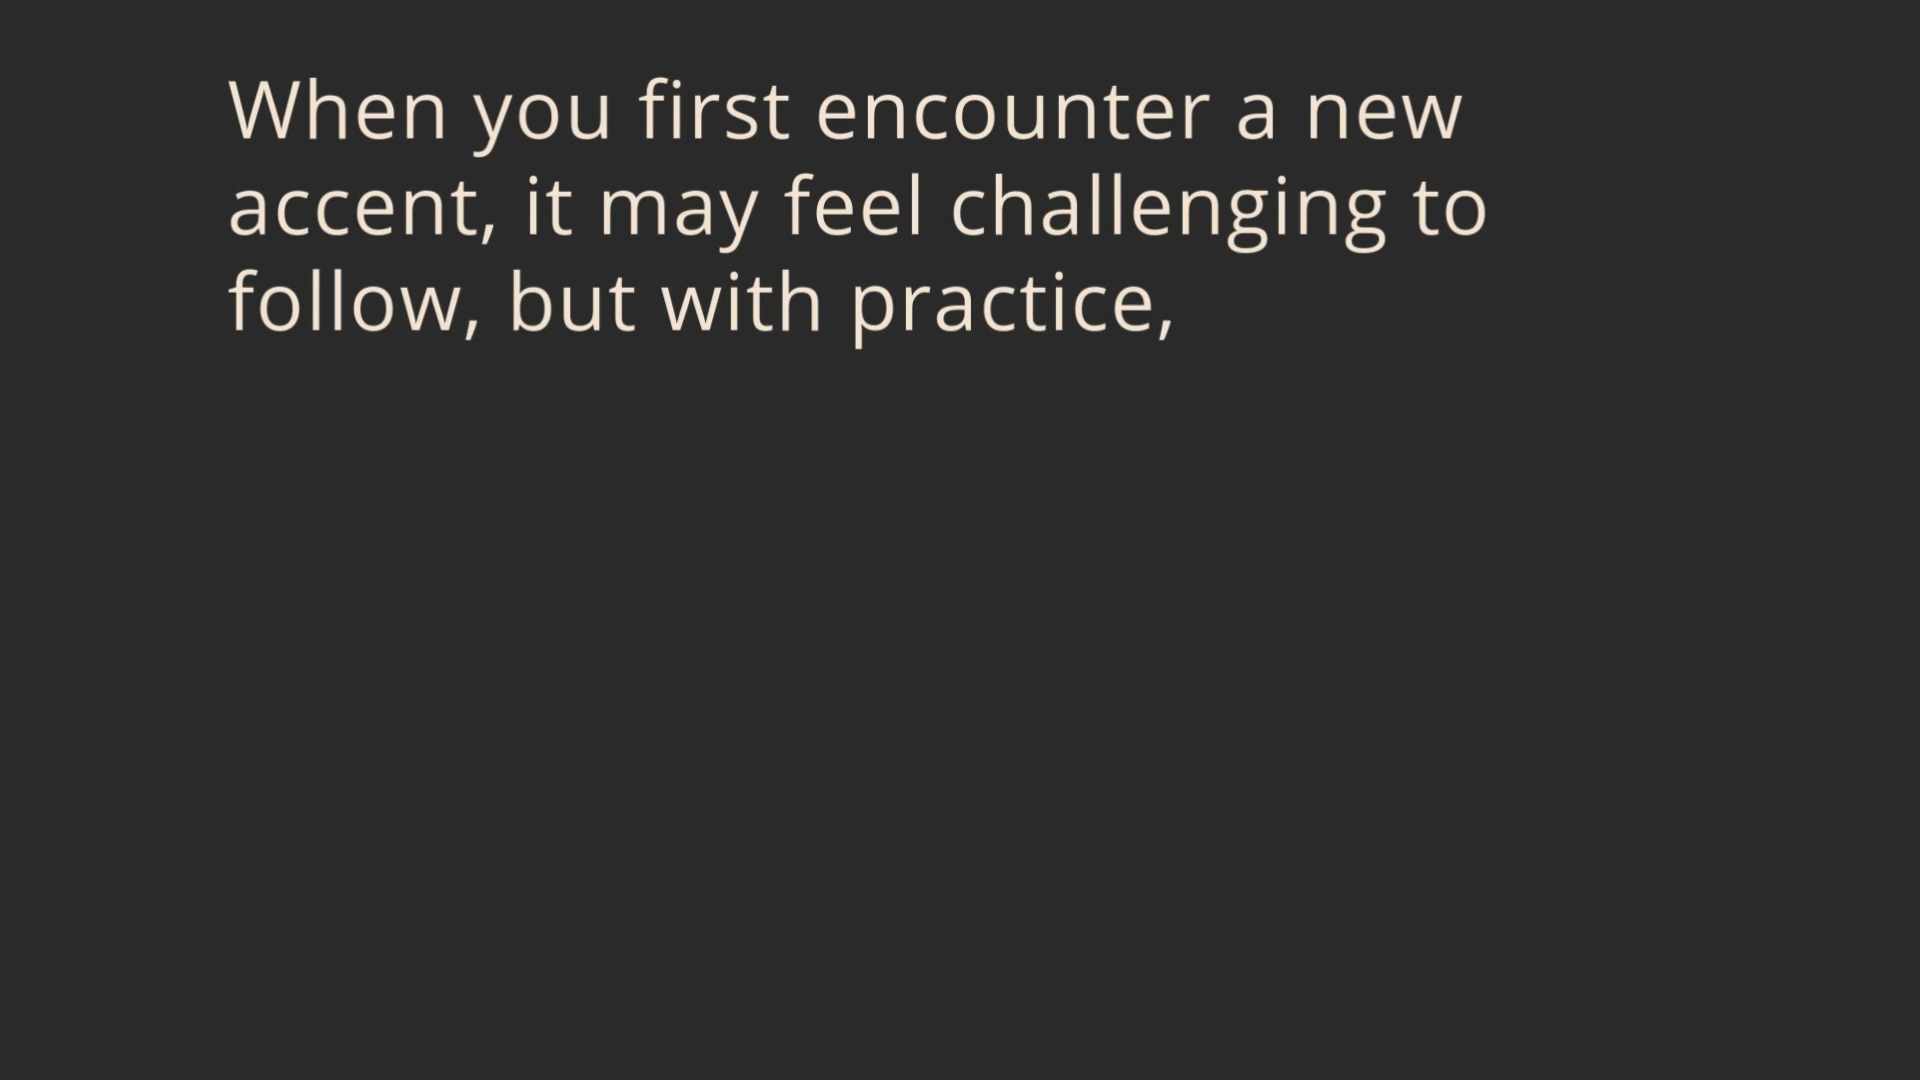 When you first encounter a new
accent, it may feel challenging to
follow, but with practice,